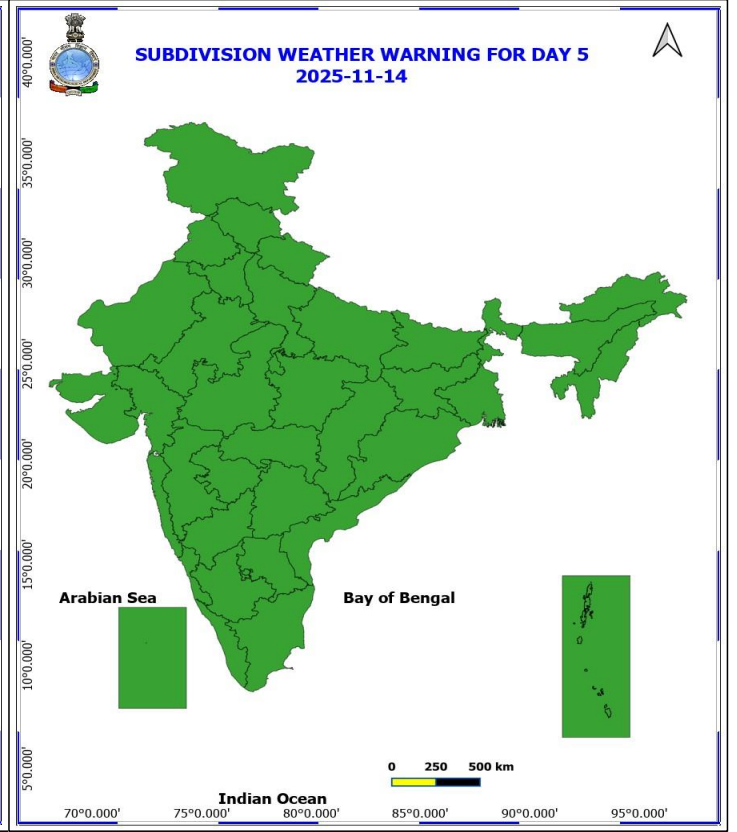 SUBDIVISION WEATHER WARNING FOR DAY 5
2025-11-14
40°0.000'
35°0.000'
30°0.000'
25°0.000'
20°0.000'
15°0.000'
10°0.000'
5°0.000'
Arabian Sea
Bay of Bengal
0 250 500 km
Indian Ocean
70°0.000' 75°0.000' 80°0.000' 85°0.000' 90°0.000' 95°0.000'